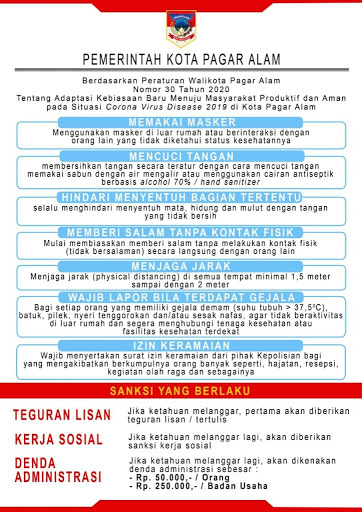 PEMERINTAH KOTA PAGAR ALAM
Berdasarkan Peraturan Walikota Pagar Alam
Nomor 30 Tahun 2020
Tentang Adaptasi Kebiasaan Baru Menuju Masyarakat Produktif dan Aman
pada Situasi Corona Virus Disease 2019 di Kota Pagar Alam
MEMAKAI MASKER
Menggunakan masker di luar rumah atau berinteraksi dengan
orang lain yang tidak diketahui status kesehatannya
MENCUCI TANGAN
membersihkan tangan secara teratur dengan cara mencuci tangan
memakai sabun dengan air mengalir atau menggunakan cairan antiseptik
berbasis alcohol 70% / hand sanitizer
HINDARI MENYENTUH BAGIAN TERTENTU
selalu menghindari menyentuh mata, hidung dan mulut dengan tangan
yang tidak bersih
MEMBERI SALAM TANPA KONTAK FISIK
Mulai membiasakan memberi salam tanpa melakukan kontak fisik
(tidak bersalaman) secara langsung dengan orang lain
MENJAGA JARAK
Menjaga jarak (physical distancing) di semua tempat minimal 1,5 meter
sampai dengan 2 meter
WAJIB LAPOR BILA TERDAPAT GEJALA
Bagi setiap orang yang memiliki gejala demam (suhu tubuh > 37,5⁰C),
batuk, pilek, nyeri tenggorokan dan/atau sesak nafas, agar tidak beraktivitas
di luar rumah dan segera menghubungi tenaga kesehatan atau
fasilitas kesehatan terdekat
IZIN KERAMAIAN
Wajib menyertakan surat izin keramaian dari pihak Kepolisian bagi
yang mengakibatkan berkumpulnya orang banyak seperti, hajatan, resepsi,
kegiatan olah raga dan sebagainya
SANKSI YANG BERLAKU
TEGURAN LISAN
Jika ketahuan melanggar, pertama akan diberikan
teguran lisan / tertulis
KERJA SOSIAL
Jika ketahuan melanggar lagi, akan diberikan
sanksi kerja sosial
DENDA
ADMINISTRASI
Jika ketahuan melanggar lagi, akan dikenakan
denda administrasi sebesar :
- Rp. 50.000,- / Orang
- Rp. 250.000,- / Badan Usaha